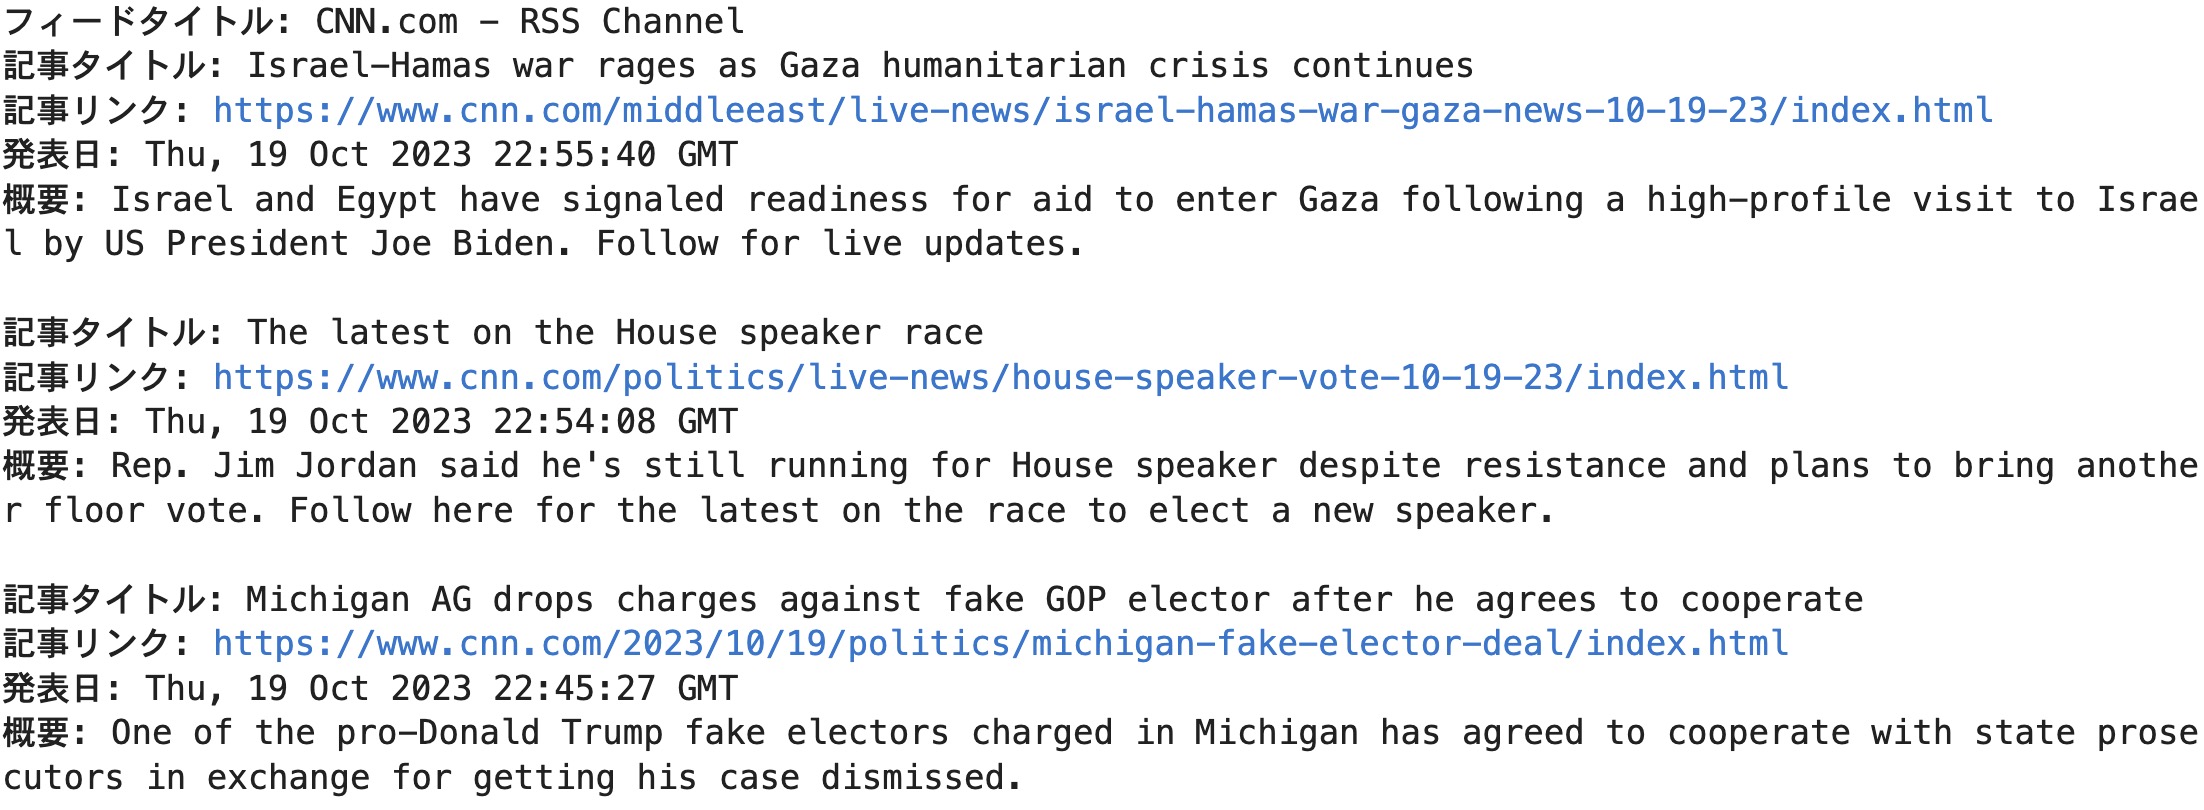 フィードタイトル: CNN.com - RSS Channel
記事タイトル: Israel-Hamas war rages as Gaza humanitarian crisis continues
記事リンク: https://www.cnn.com/middleeast/live-news/israel-hamas-war-gaza-news-10-19-23/index.html
発表日: Thu, 19 Oct 2023 22:55:40 GMT
概要: Israel and Egypt have signaled readiness for aid to enter Gaza following a high-profile visit to Israe
l by US President Joe Biden. Follow for live updates.

記事タイトル: The latest on the House speaker race
記事リンク: https://www.cnn.com/politics/live-news/house-speaker-vote-10-19-23/index.html
発表日: Thu, 19 Oct 2023 22:54:08 GMT
概要: Rep. Jim Jordan said he's still running for House speaker despite resistance and plans to bring anothe
r floor vote. Follow here for the latest on the race to elect a new speaker.

記事タイトル: Michigan AG drops charges against fake GOP elector after he agrees to cooperate
記事リンク: https://www.cnn.com/2023/10/19/politics/michigan-fake-elector-deal/index.html
発表日: Thu, 19 Oct 2023 22:45:27 GMT
概要: One of the pro-Donald Trump fake electors charged in Michigan has agreed to cooperate with state prose
cutors in exchange for getting his case dismissed.